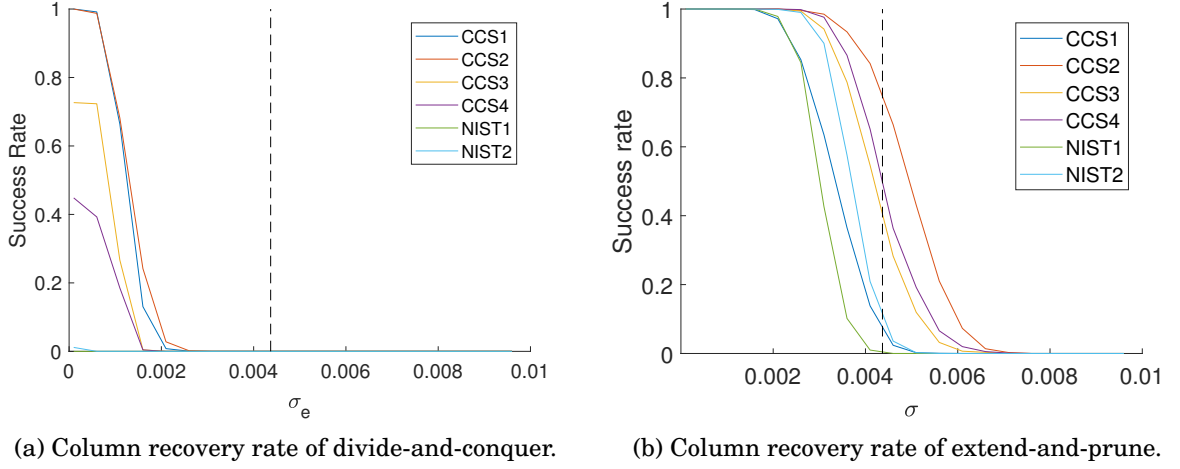 1
0.8
0.6
0.4
0.2
0
Success Rate
0
0.002
0.004
0.006
0.008
0.01
σe
CCS1
CCS2
CCS3
CCS4
NIST1
NIST2
(a) Column recovery rate of divide-and-conquer.
1
0.8
0.6
0.4
0.2
0
Success rate
0.002
0.004
0.006
0.008
0.01
σ
CCS1
CCS2
CCS3
CCS4
NIST1
NIST2
(b) Column recovery rate of extend-and-prune.